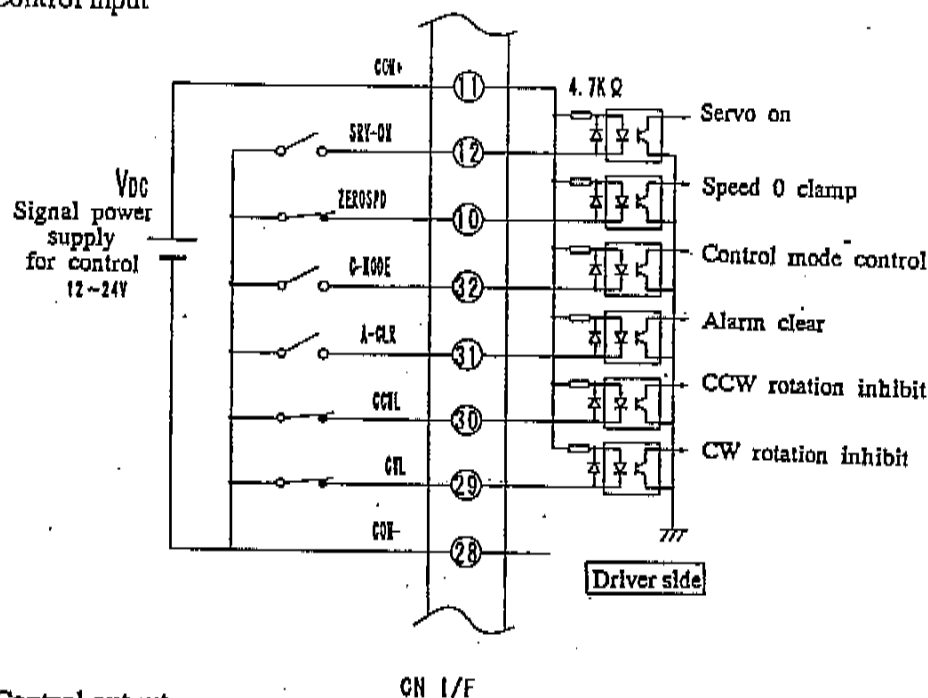 Control input
COM+
11
4.7KΩ
Servo on
SRV-ON
12
VDC
Signal power
supply
for control
12~24V
ZEROSPD
10
Speed 0 clamp
C-MODE
32
Control mode control
A-CLR
31
Alarm clear
CCWL
30
CCW rotation inhibit
CWL
29
CW rotation inhibit
COM-
28
Driver side
CN I/F
Control output